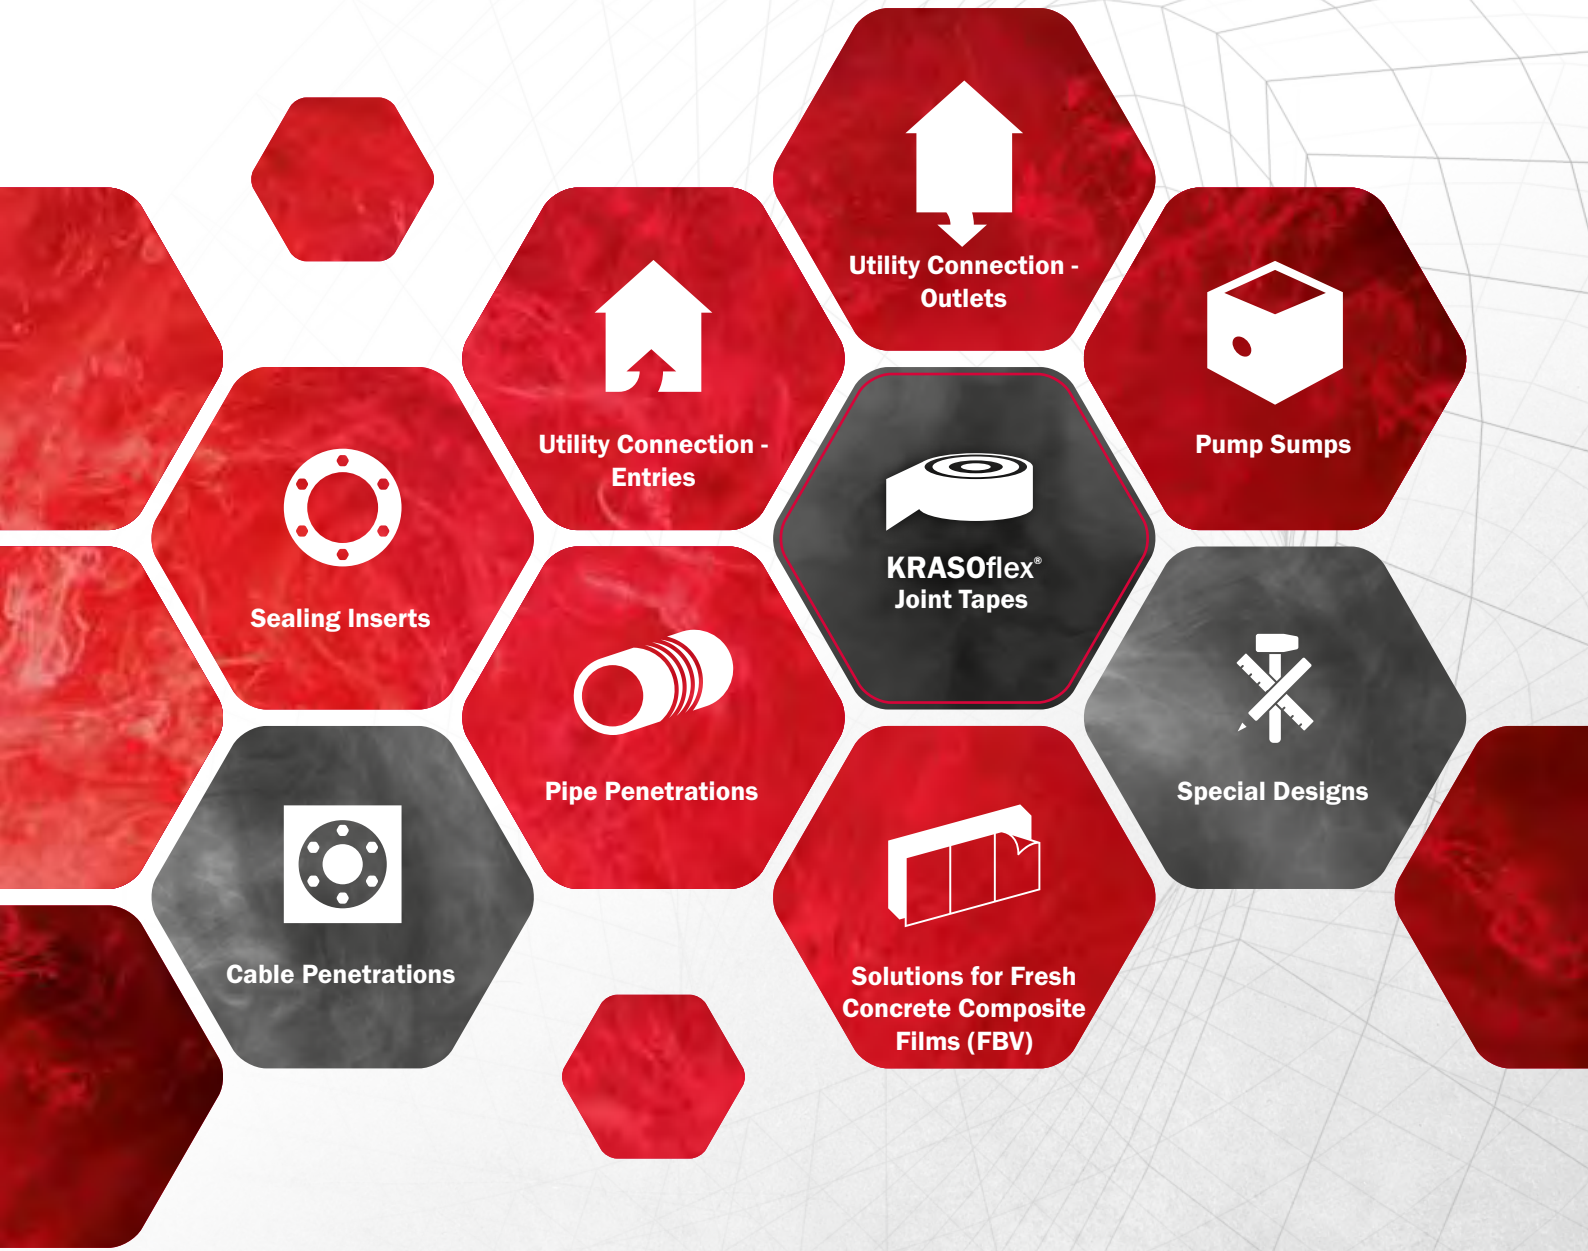 Utility Connection -
Outlets
Utility Connection -
Entries
Pump Sumps
KRASOflex®
Joint Tapes
Sealing Inserts
Pipe Penetrations
Special Designs
Cable Penetrations
Solutions for Fresh
Concrete Composite
Films (FBV)